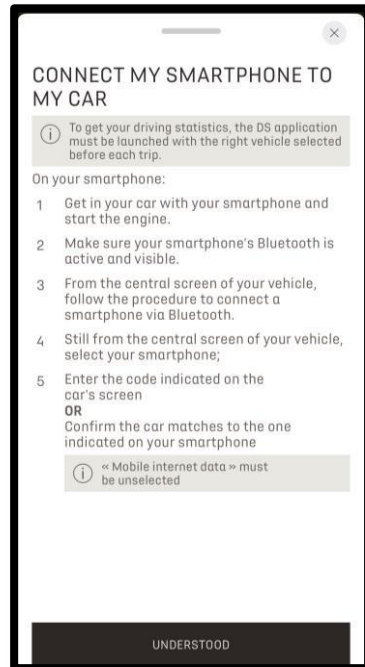 CONNECT MY SMARTPHONE TO
MY CAR
To get your driving statistics, the DS application
must be launched with the right vehicle selected
before each trip.
On your smartphone:
1 Get in your car with your smartphone and
start the engine.
2 Make sure your smartphone's Bluetooth is
active and visible.
3 From the central screen of your vehicle,
follow the procedure to connect a
smartphone via Bluetooth.
4 Still from the central screen of your vehicle,
select your smartphone;
5 Enter the code indicated on the
car's screen
OR
Confirm the car matches to the one
indicated on your smartphone
« Mobile internet data » must
be unselected
UNDERSTOOD